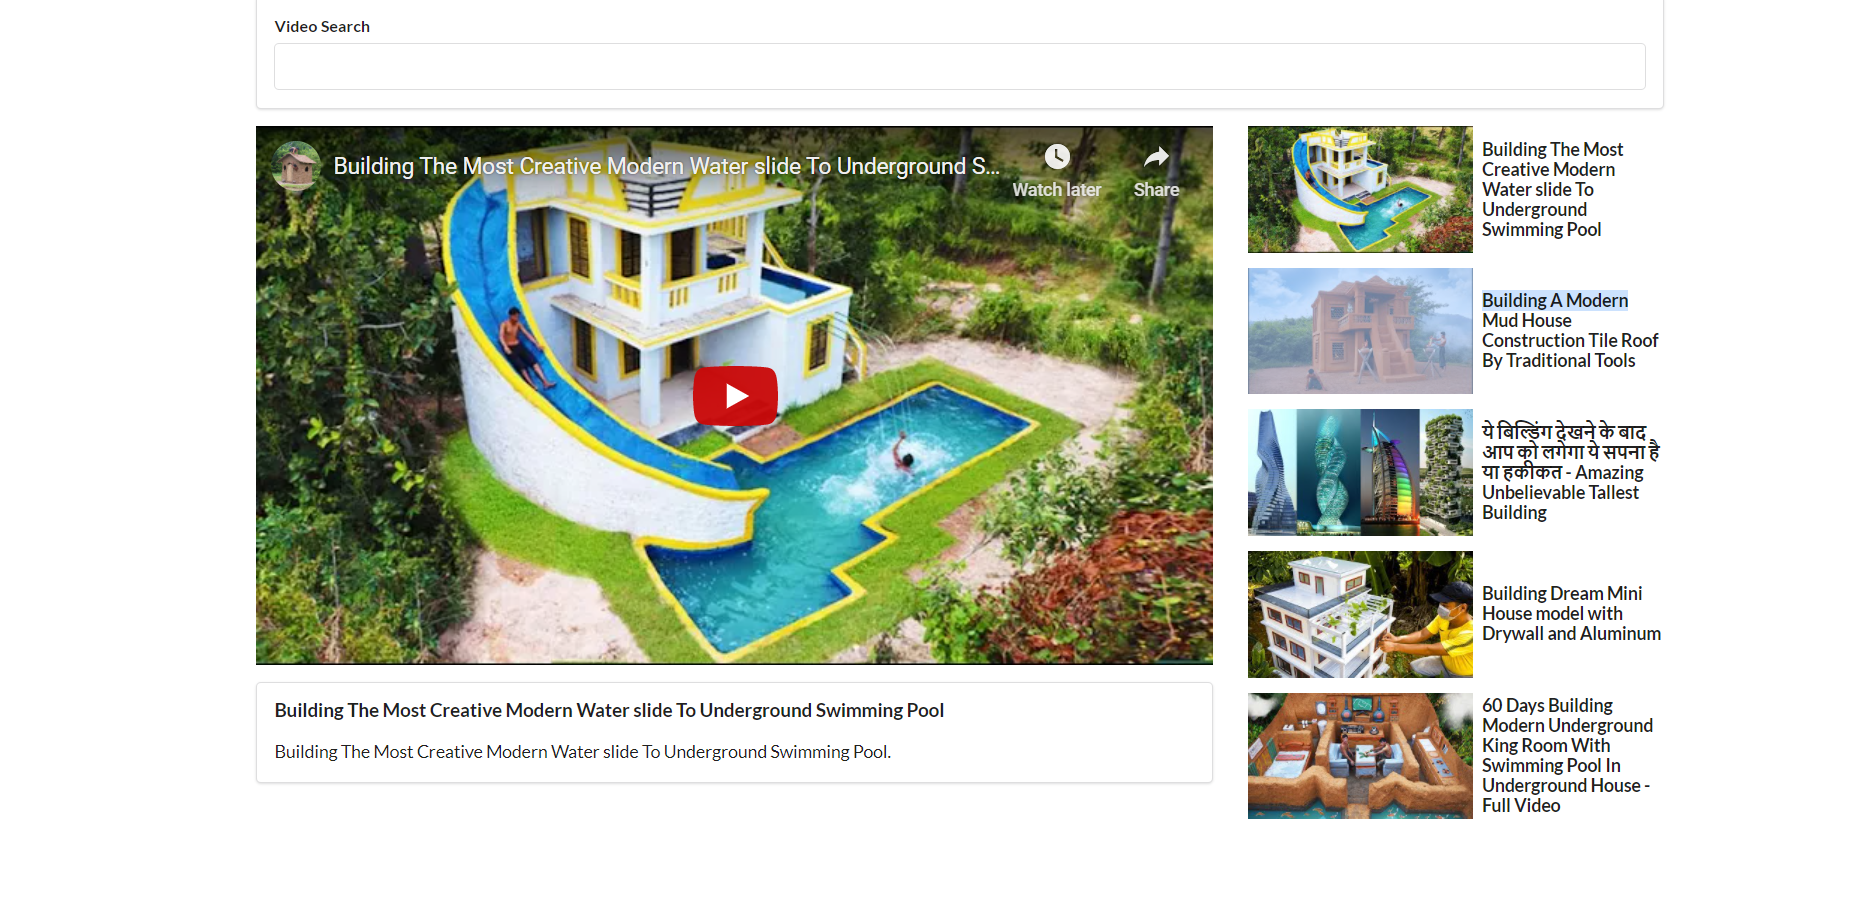 Video Search
Building The Most Creative Modern Water slide To Underground S...
Watch later
Share
Building The Most Creative Modern Water slide To Underground Swimming Pool
Building The Most Creative Modern Water slide To Underground Swimming Pool.
Building The Most
Creative Modern
Water slide To
Underground
Swimming Pool
Building A Modern
Mud House
Construction Tile Roof
By Traditional Tools
ये बिल्डिंग देखने के बाद
आप को लगेगा ये सपना है
या हकीकत - Amazing
Unbelievable Tallest
Building
Building Dream Mini
House model with
Drywall and Aluminum
60 Days Building
Modern Underground
King Room With
Swimming Pool In
Underground House -
Full Video